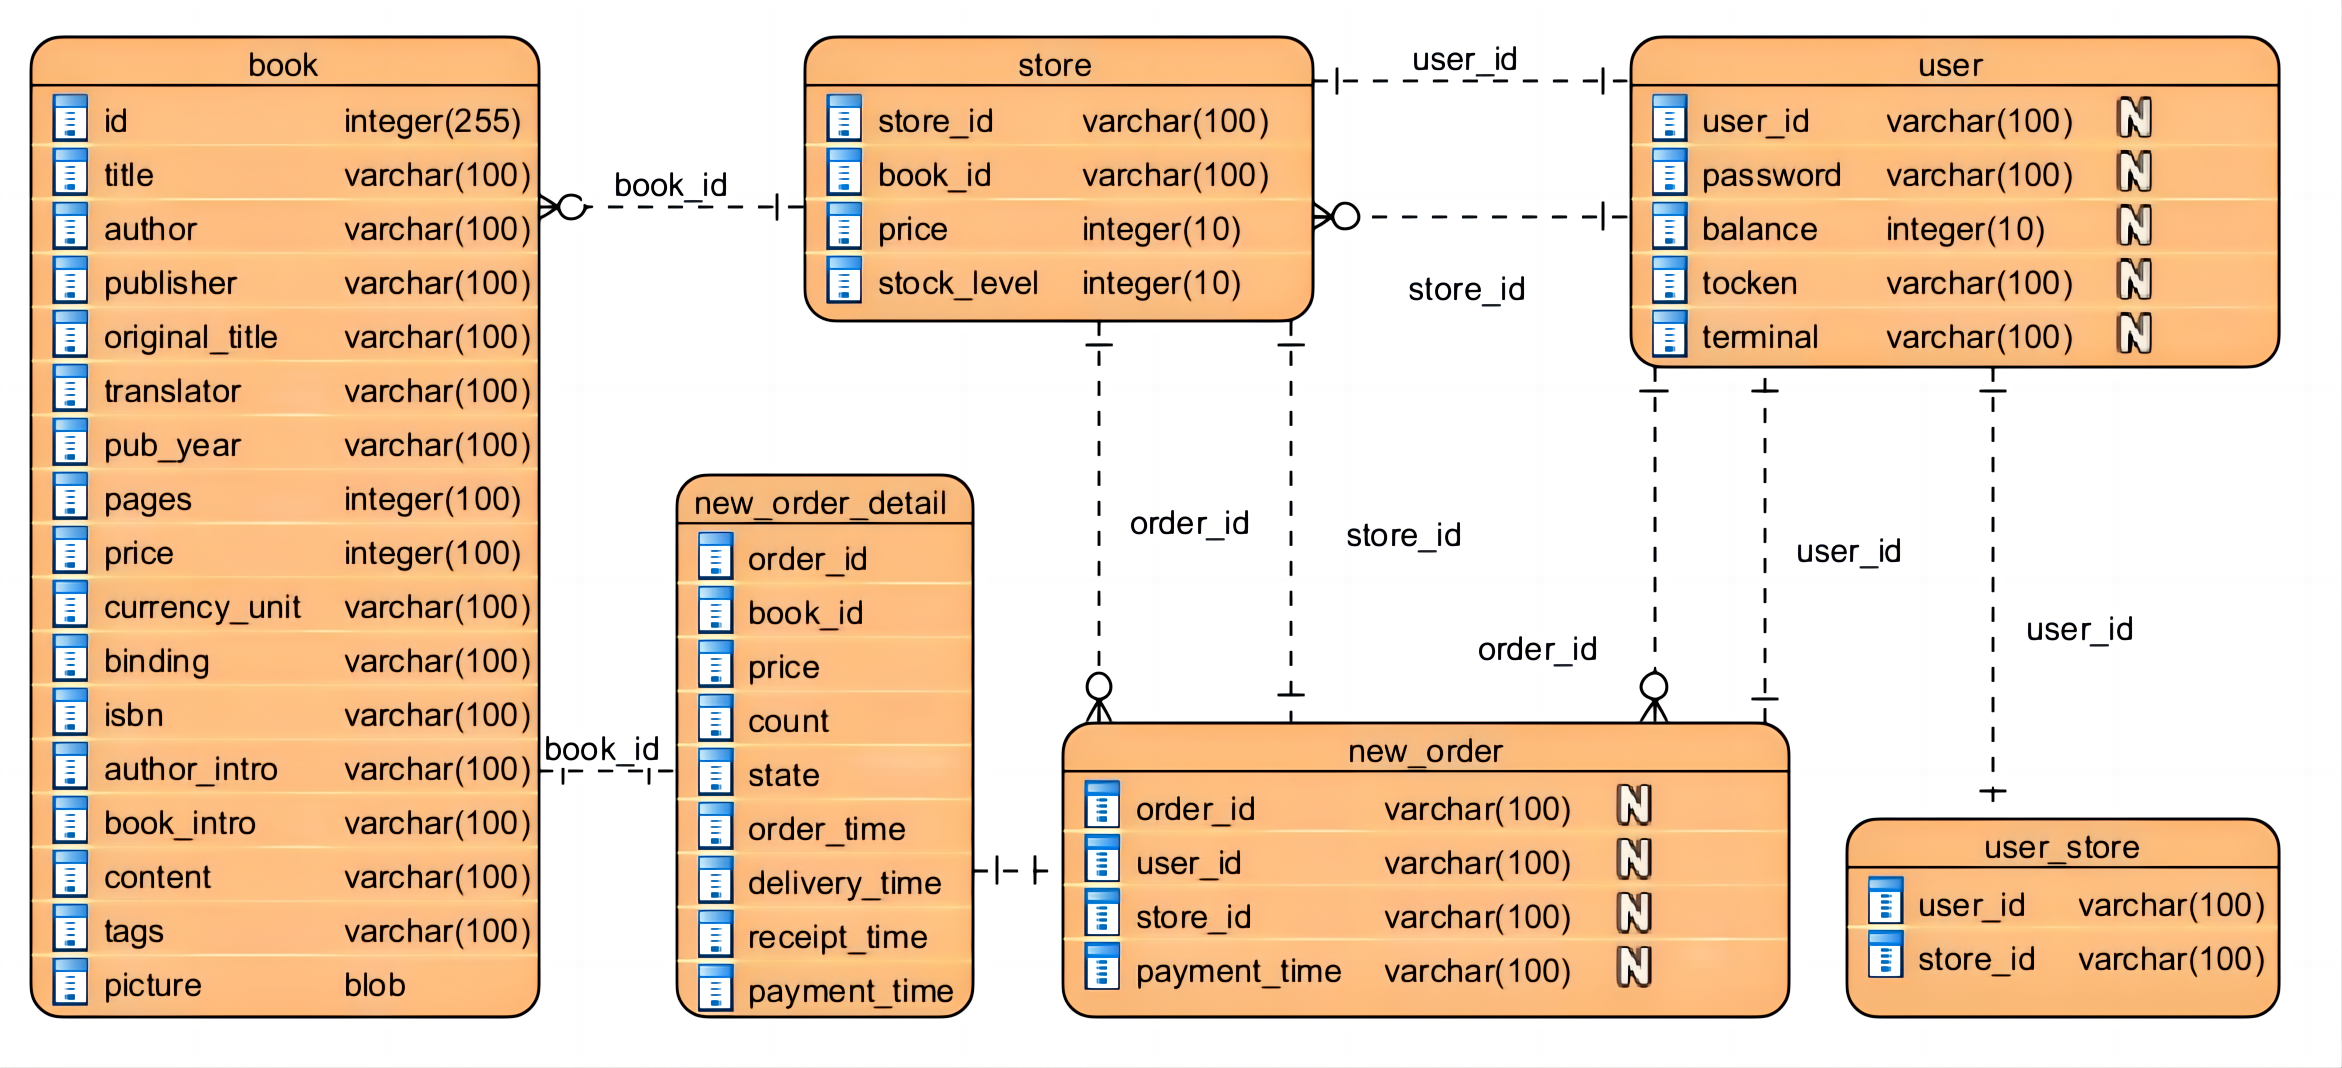 book
id integer(255)
title varchar(100)
author varchar(100)
publisher varchar(100)
original_title varchar(100)
translator varchar(100)
pub_year varchar(100)
pages integer(100)
price integer(100)
currency_unit varchar(100)
binding varchar(100)
isbn varchar(100)
author_intro varchar(100)
book_intro varchar(100)
content varchar(100)
tags varchar(100)
picture blob
book_id
store
store_id varchar(100)
book_id varchar(100)
price integer(10)
stock_level integer(10)
user_id
store_id
user
user_id varchar(100) N
password varchar(100) N
balance integer(10) N
tocken varchar(100) N
terminal varchar(100) N
new_order_detail
order_id
book_id
price
count
state
order_time
delivery_time
receipt_time
payment_time
book_id
order_id
store_id
order_id
user_id
user_id
new_order
order_id varchar(100) N
user_id varchar(100) N
store_id varchar(100) N
payment_time varchar(100) N
user_store
user_id varchar(100)
store_id varchar(100)